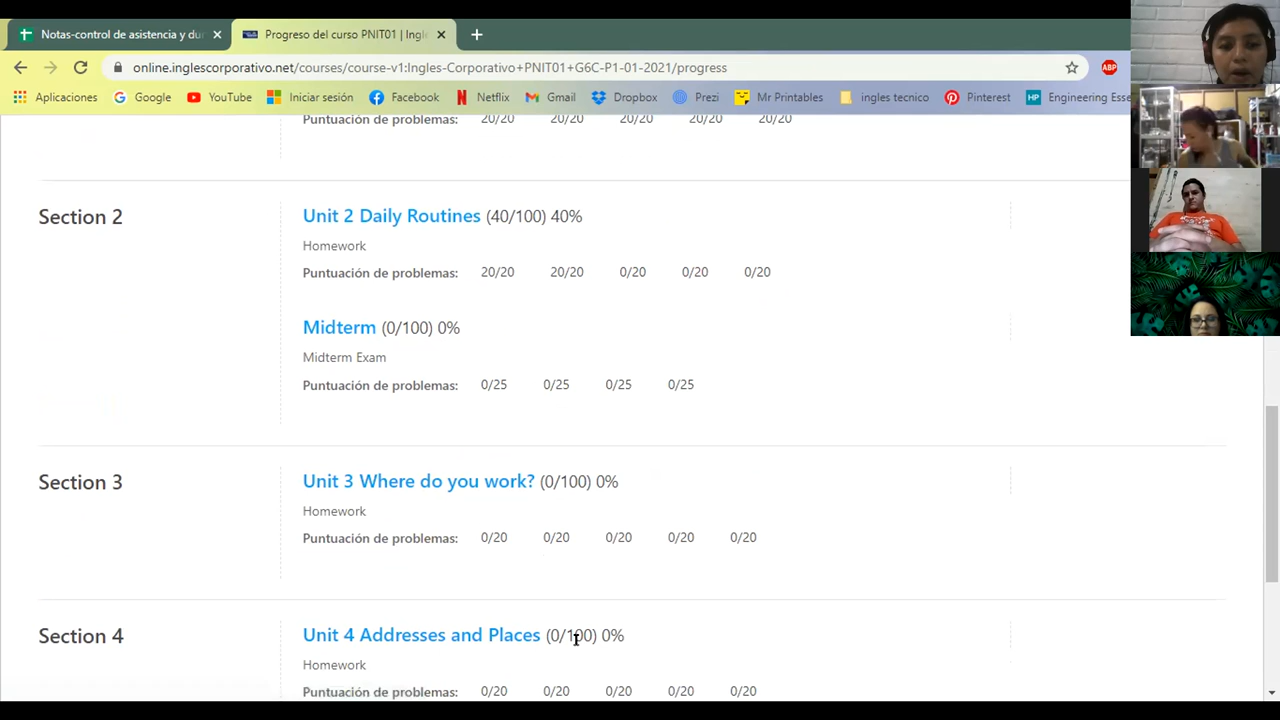 Notas-control de asistencia y dur
Progreso del curso PNIT01 | Ingl
online.inglescorporativo.net/courses/course-v1:Ingles-Corporativo+PNIT01+G6C-P1-01-2021/progress
ABP
Aplicaciones Google YouTube Iniciar sesión Facebook Netflix Gmail Dropbox Prezi Mr Printables ingles tecnico Pinterest HP Engineering Esse
Puntuación de problemas: 20/20 20/20 20/20 20/20 20/20
Section 2
Unit 2 Daily Routines (40/100) 40%
Homework
Puntuación de problemas: 20/20 20/20 0/20 0/20 0/20
Midterm (0/100) 0%
Midterm Exam
Puntuación de problemas: 0/25 0/25 0/25 0/25
Section 3
Unit 3 Where do you work? (0/100) 0%
Homework
Puntuación de problemas: 0/20 0/20 0/20 0/20 0/20
Section 4
Unit 4 Addresses and Places (0/100) 0%
Homework
Puntuación de problemas: 0/20 0/20 0/20 0/20 0/20